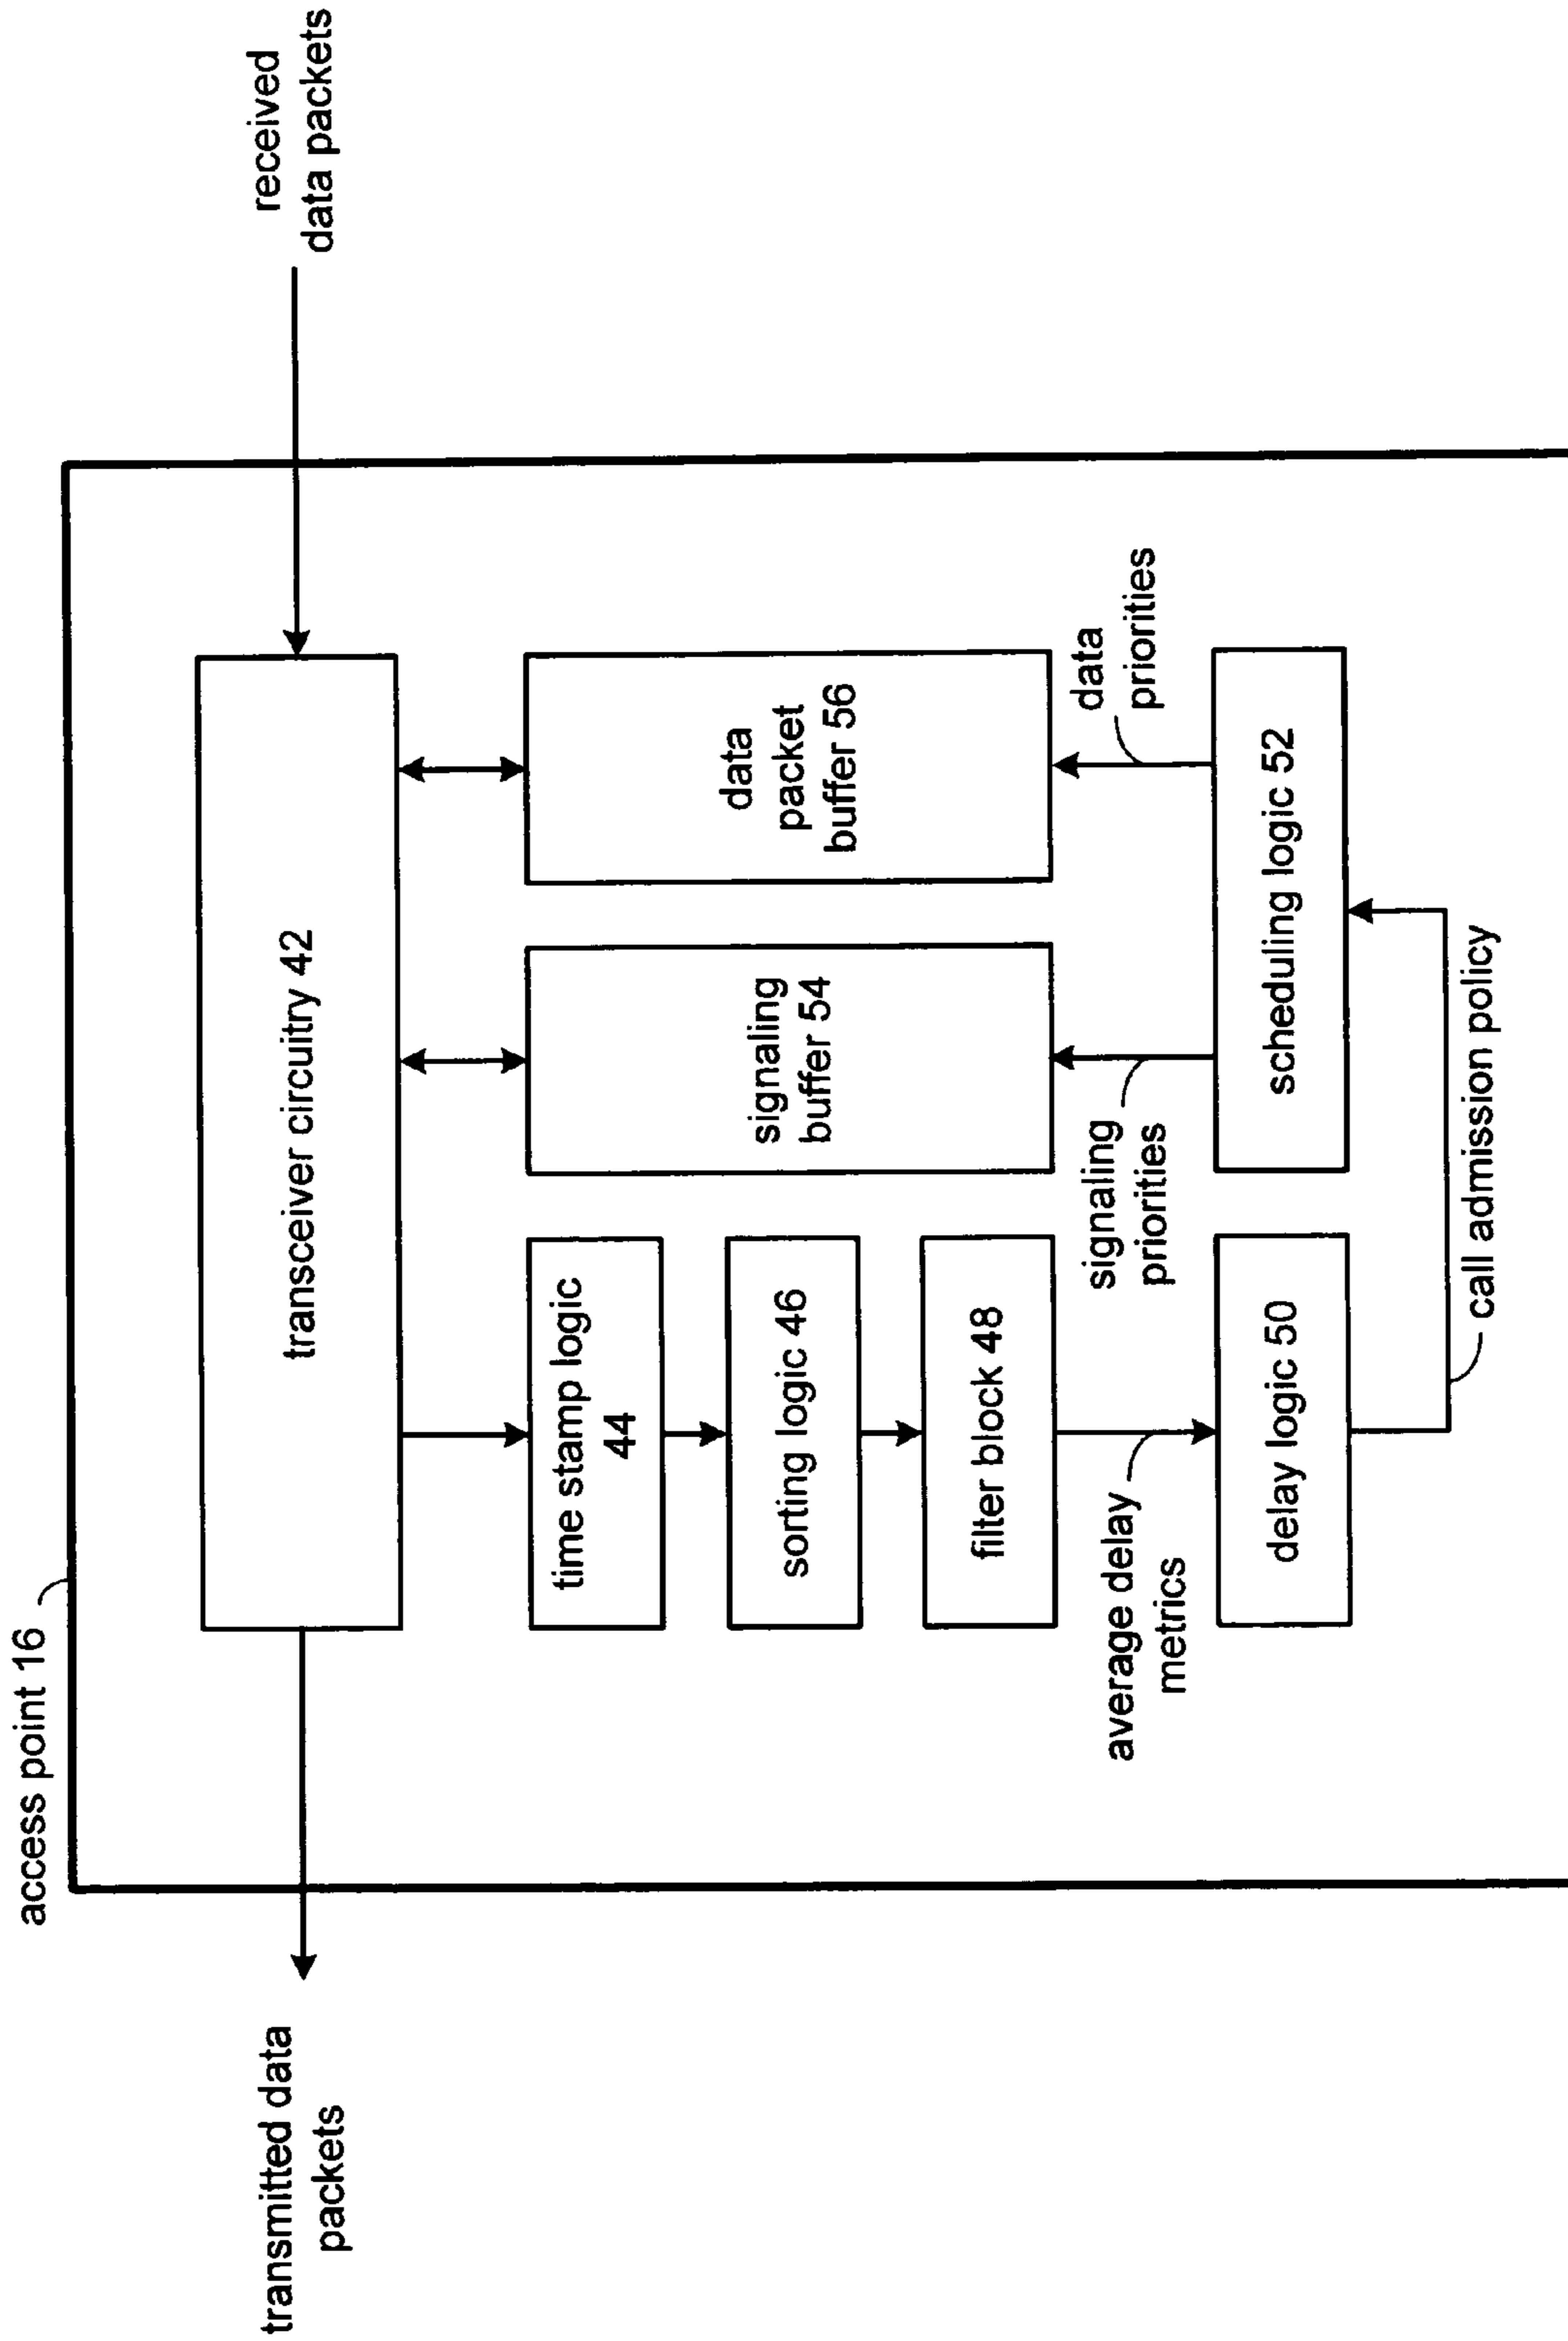 access point 16
transmitted data
packets
received
data packets
transceiver circuitry 42
time stamp logic
44
signaling
buffer 54
data
packet
buffer 56
sorting logic 46
filter block 48
average delay
metrics
signaling
priorities
data
priorities
delay logic 50
scheduling logic 52
call admission policy